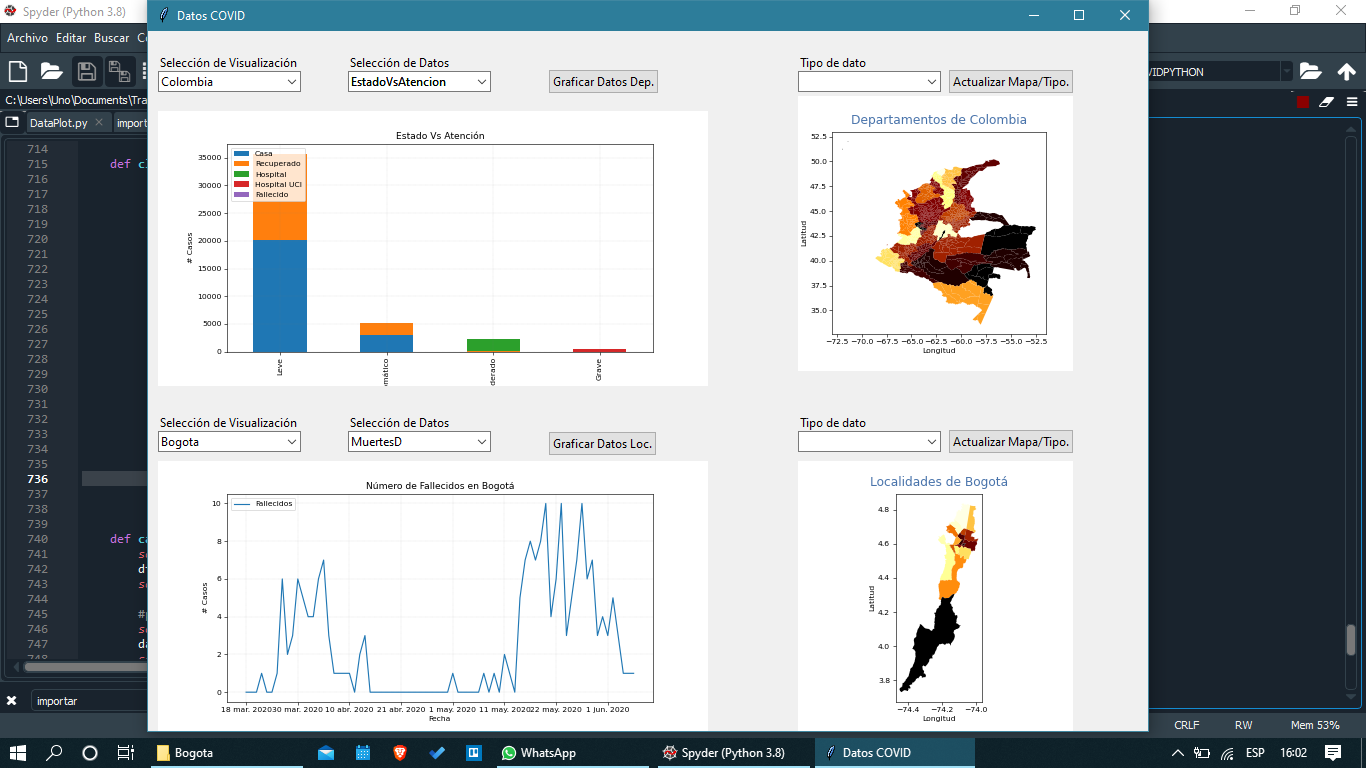 Spyder (Python 3.8)
Datos COVID
Archivo Editar Buscar
C:\Users\Uno\Documents\Tra
VIDPYTHON
DataPlot.py
import
714
715 def
716
717
718
719
720
721
722
723
724
725
726
727
728
729
730
731
732
733
734
735
736
737
738
739
740 def
741
742
743
744
745
746
747
748
importar
Selección de Visualización
Selección de Datos
Tipo de dato
Colombia
EstadoVsAtencion
Graficar Datos Dep.
Actualizar Mapa/Tipo.
Estado Vs Atención
Casa
Recuperado
Hospital
Hospital UCI
Fallecido
35000
30000
25000
20000
15000
10000
5000
0
# Casos
Leve
omático
derado
Grave
Departamentos de Colombia
52.5
50.0
47.5
45.0
42.5
40.0
37.5
35.0
Latitud
−72.5 −70.0 −67.5 −65.0 −62.5 −60.0 −57.5 −55.0 −52.5
Longitud
Selección de Visualización
Selección de Datos
Tipo de dato
Bogota
MuertesD
Graficar Datos Loc.
Actualizar Mapa/Tipo.
Número de Fallecidos en Bogotá
Fallecidos
10
8
6
4
2
0
# Casos
18 mar. 2020 30 mar. 2020 10 abr. 2020 21 abr. 2020 1 may. 2020 11 may. 2020 22 may. 2020 1 jun. 2020
Fecha
Localidades de Bogotá
4.8
4.6
4.4
4.2
4.0
3.8
Latitud
−74.4 −74.2 −74.0
Longitud
CRLF RW Mem 53%
Bogota
WhatsApp
Spyder (Python 3.8)
Datos COVID
ESP 16:02